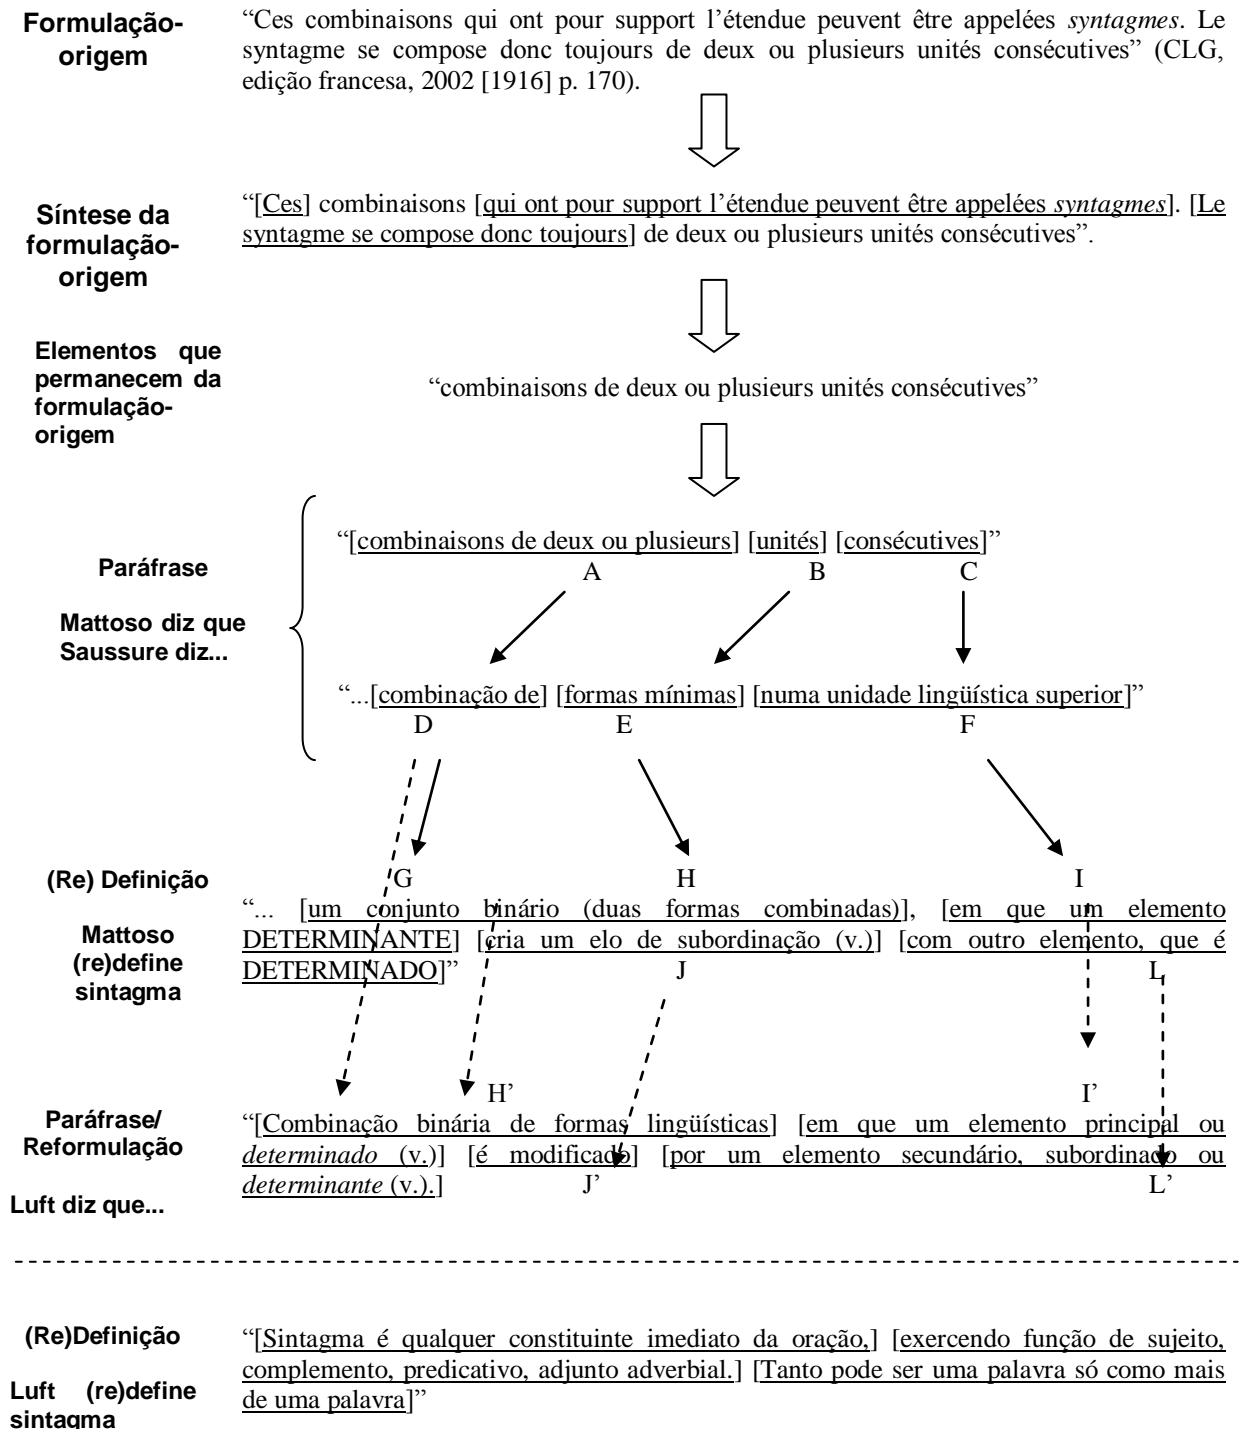 Formulação-
origem
“Ces combinaisons qui ont pour support l’étendue peuvent être appelées syntagmes. Le
syntagme se compose donc toujours de deux ou plusieurs unités consécutives” (CLG,
edição francesa, 2002 [1916] p. 170).
Síntese da
formulação-
origem
“[Ces] combinaisons [qui ont pour support l’étendue peuvent être appelées syntagmes]. [Le
syntagme se compose donc toujours] de deux ou plusieurs unités consécutives”.
Elementos que
permanecem da
formulação-
origem
“combinaisons de deux ou plusieurs unités consécutives”
Paráfrase
Mattoso diz que
Saussure diz...
“[combinaisons de deux ou plusieurs] [unités] [consécutives]”
A B C
“...[combinação de] [formas mínimas] [numa unidade lingüística superior]”
D E F
(Re) Definição
Mattoso
(re)define
sintagma
G H I
“... [um conjunto binário (duas formas combinadas)], [em que um elemento
DETERMINANTE] [cria um elo de subordinação (v.)] [com outro elemento, que é
DETERMINADO]”
J L
Paráfrase/
Reformulação
Luft diz que...
H’ I’
“[Combinação binária de formas lingüísticas] [em que um elemento principal ou
determinado (v.)] [é modificado] [por um elemento secundário, subordinado ou
determinante (v.).]
J’ L’
(Re)Definição
Luft (re)define
sintagma
“[Sintagma é qualquer constituinte imediato da oração,] [exercendo função de sujeito,
complemento, predicativo, adjunto adverbial.] [Tanto pode ser uma palavra só como mais
de uma palavra]”